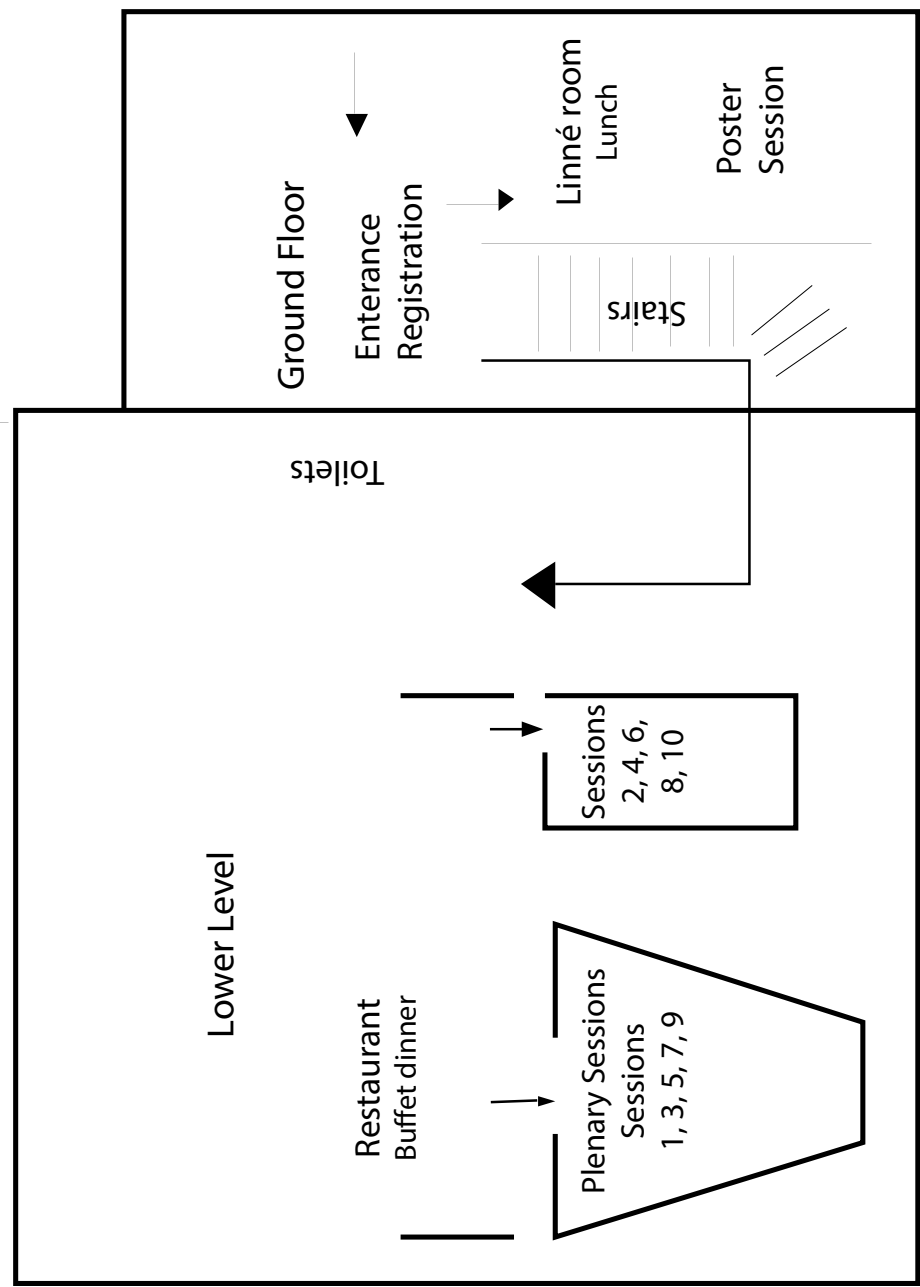 Ground Floor
Enterance
Registration
Linné room
Lunch
Poster
Session
Stairs
Toilets
Lower Level
Restaurant
Buffet dinner
Sessions
2, 4, 6,
8, 10
Plenary Sessions
Sessions
1, 3, 5, 7, 9